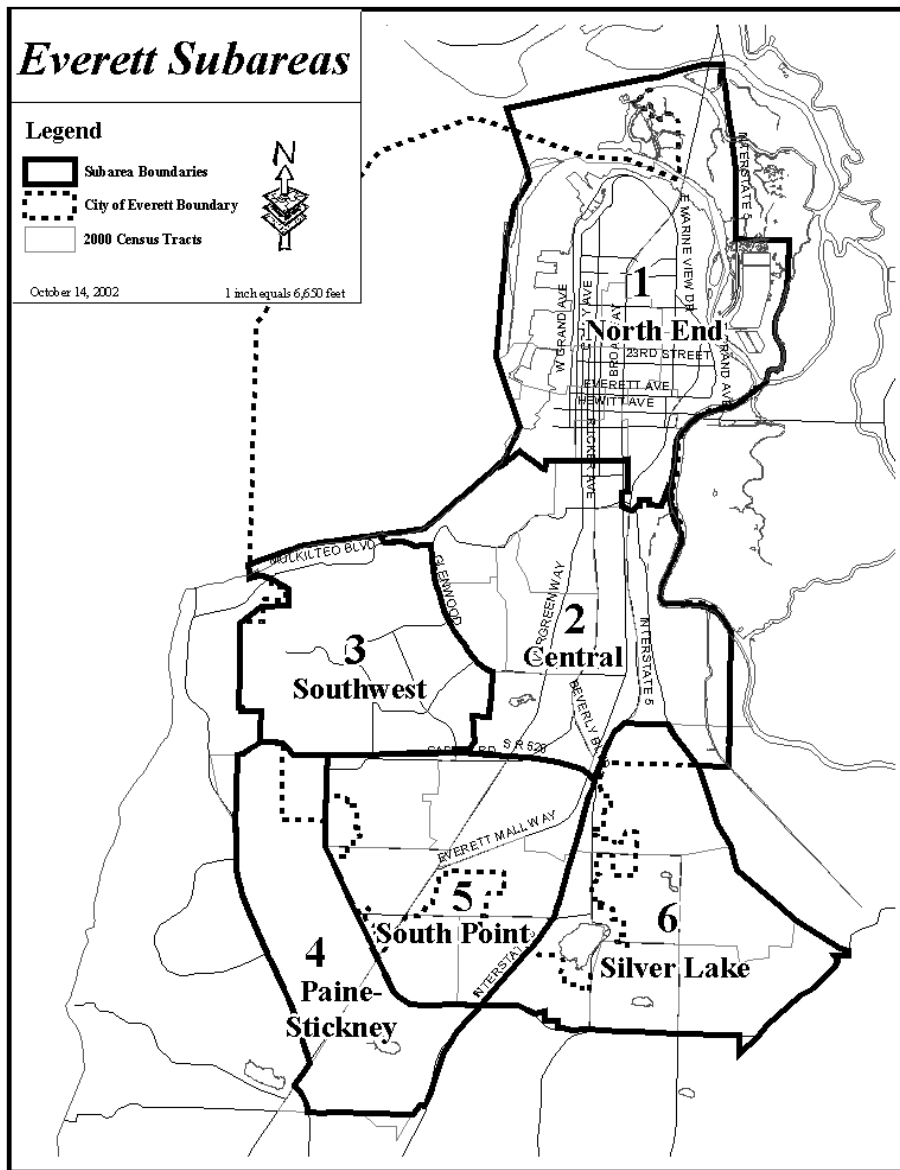 Everett Subareas
Legend
Subarea Boundaries
City of Everett Boundary
2000 Census Tracts
N
October 14, 2002
1 inch equals 6,650 feet
INTERSTATE 5
E MARINE VIEW DR
1
North End
W GRAND AVE
23RD STREET
EVERETT AVE
HEWITT AVE
RUCKER AVE
MUKILTEO BLVD
GLENWOOD
2
Central
INTERSTATE 5
3
Southwest
BEVERLY BLVD
S R 526
EVERETT MALL WAY
5
South Point
6
Silver Lake
4
Paine-
Stickney